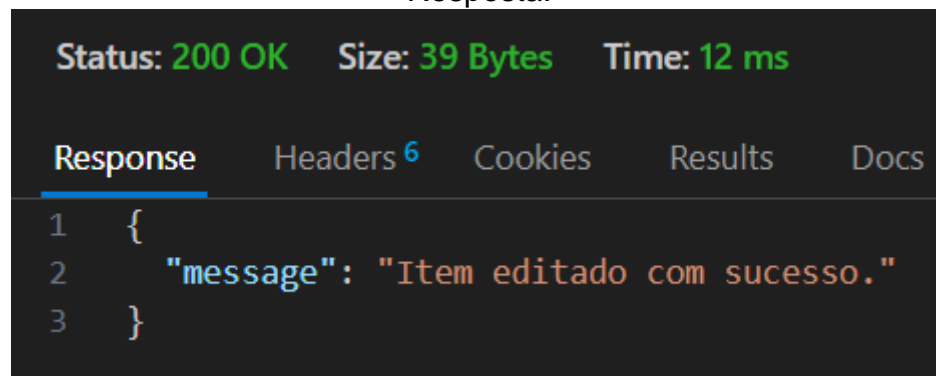 Resposta:
Status: 200 OK Size: 39 Bytes Time: 12 ms
Response Headers 6 Cookies Results Docs
1 {
2 "message": "Item editado com sucesso."
3 }